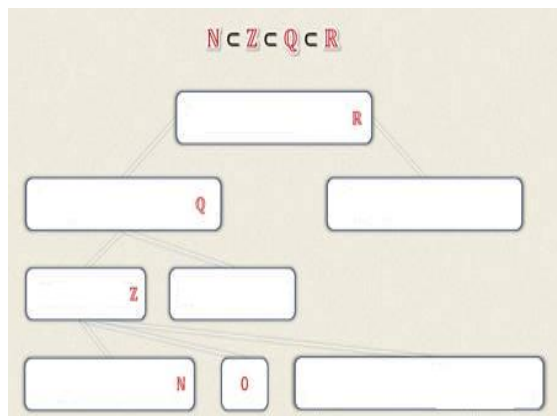 ℕ ⊂ ℤ ⊂ ℚ ⊂ ℝ
ℝ
ℚ
ℤ
ℕ 0